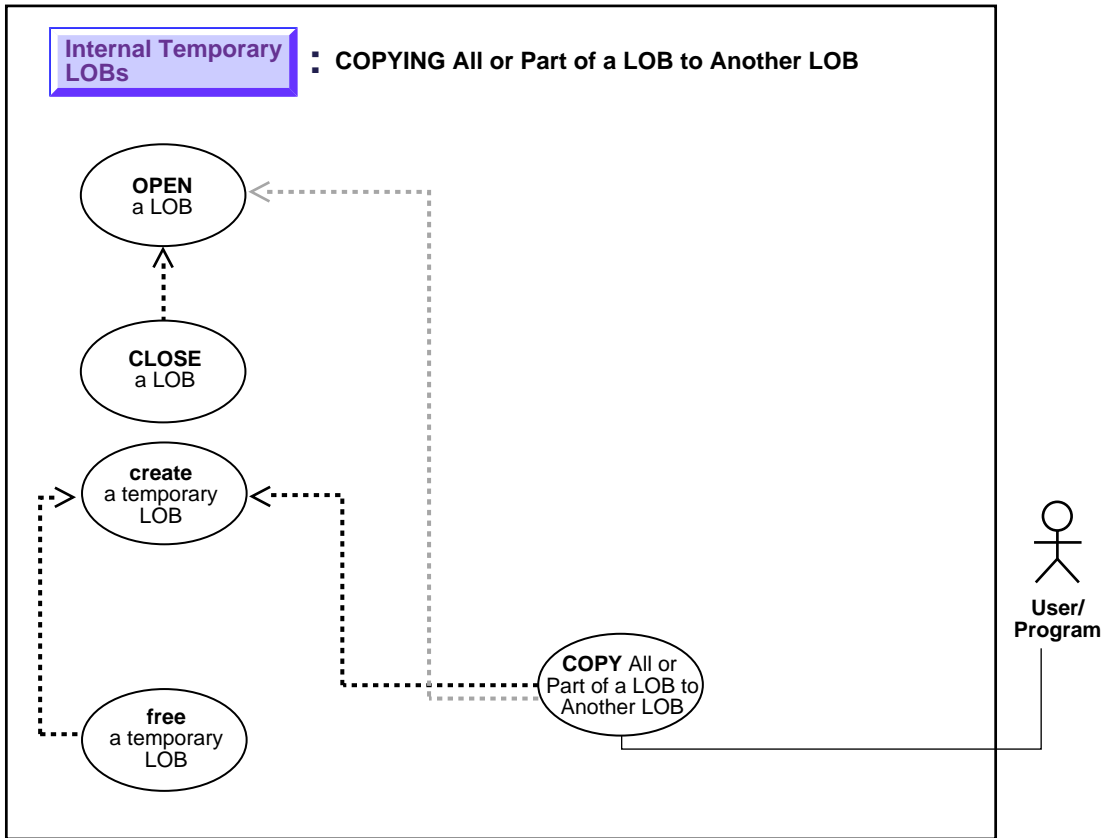 Internal Temporary
LOBs
: COPYING All or Part of a LOB to Another LOB
OPEN
a LOB
CLOSE
a LOB
create
a temporary
LOB
User/
Program
COPY All or
Part of a LOB to
Another LOB
free
a temporary
LOB